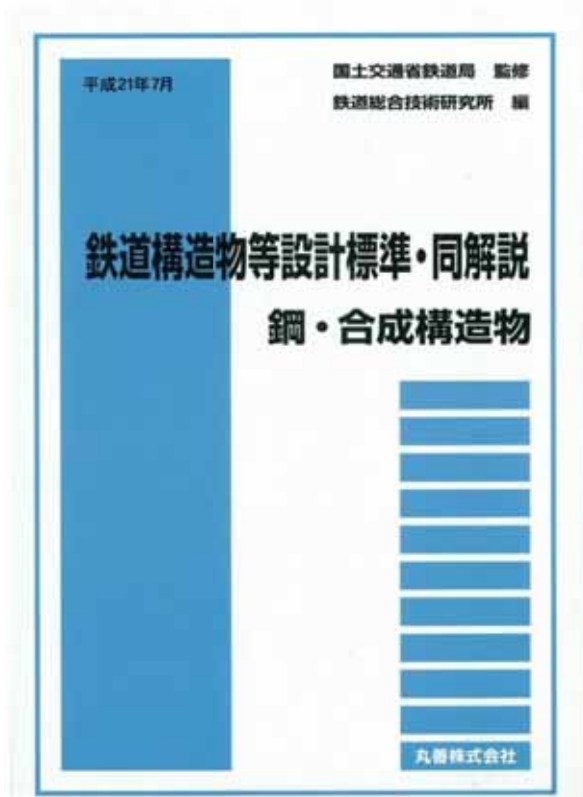 平成21年7月
国土交通省鉄道局 監修
鉄道総合技術研究所 編
鉄道構造物等設計標準・同解説
鋼・合成構造物
丸善株式会社